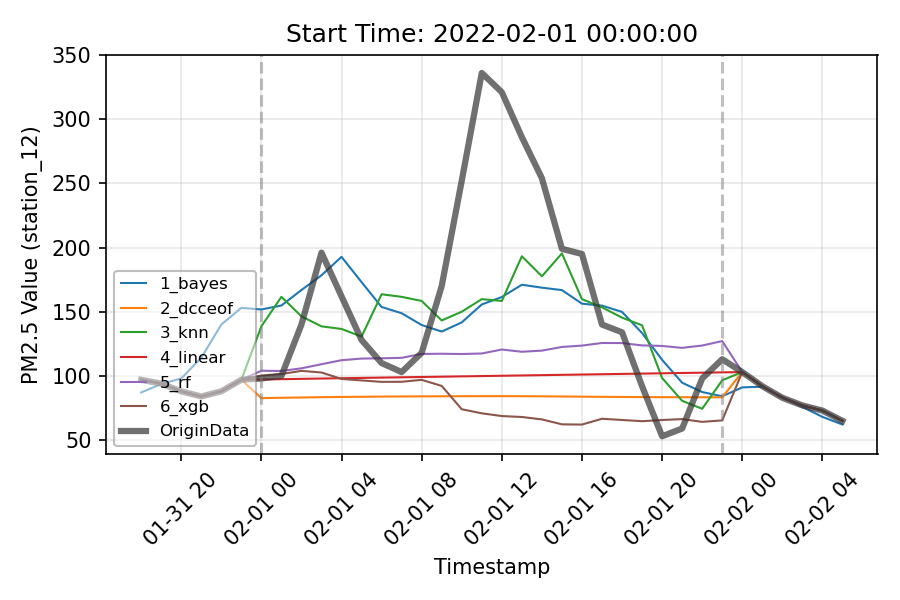 Start Time: 2022-02-01 00:00:00
PM2.5 Value (station_12)
350
300
250
200
150
100
50
1_bayes
2_dcceof
3_knn
4_linear
5_rf
6_xgb
OriginData
01-31 20
02-01 00
02-01 04
02-01 08
02-01 12
02-01 16
02-01 20
02-02 00
02-02 04
Timestamp